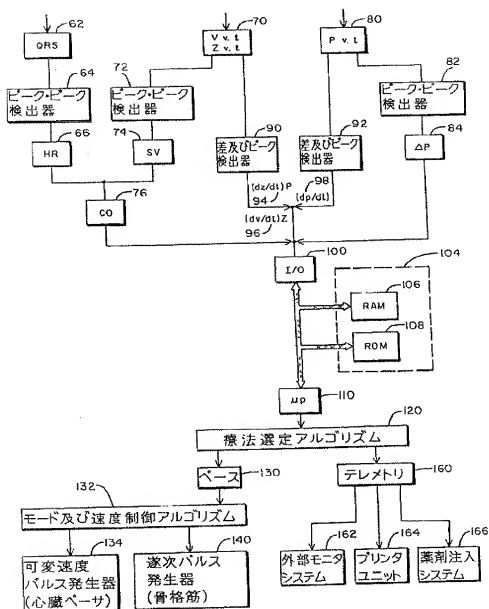 62
QRS
70
V v. t
Z v. t
80
P v. t
64
ピーク・ピーク
検出器
72
ピーク・ピーク
検出器
82
ピーク・ピーク
検出器
66
HR
74
SV
90
差及びピーク
検出器
92
差及びピーク
検出器
84
ΔP
76
CO
(dz/dt)P
94
98
(dp/dt)
(dv/dt)Z
96
I/O
100
104
RAM
106
ROM
108
μp
110
120
療法選定アルゴリズム
ペース
130
テレメトリ
160
132
モード及び速度制御アルゴリズム
134
可変速度
パルス発生器
(心臓ペーサ)
140
逐次パルス
発生器
(骨格筋)
162
外部モニタ
システム
164
プリンタ
ユニット
166
薬剤注入
システム